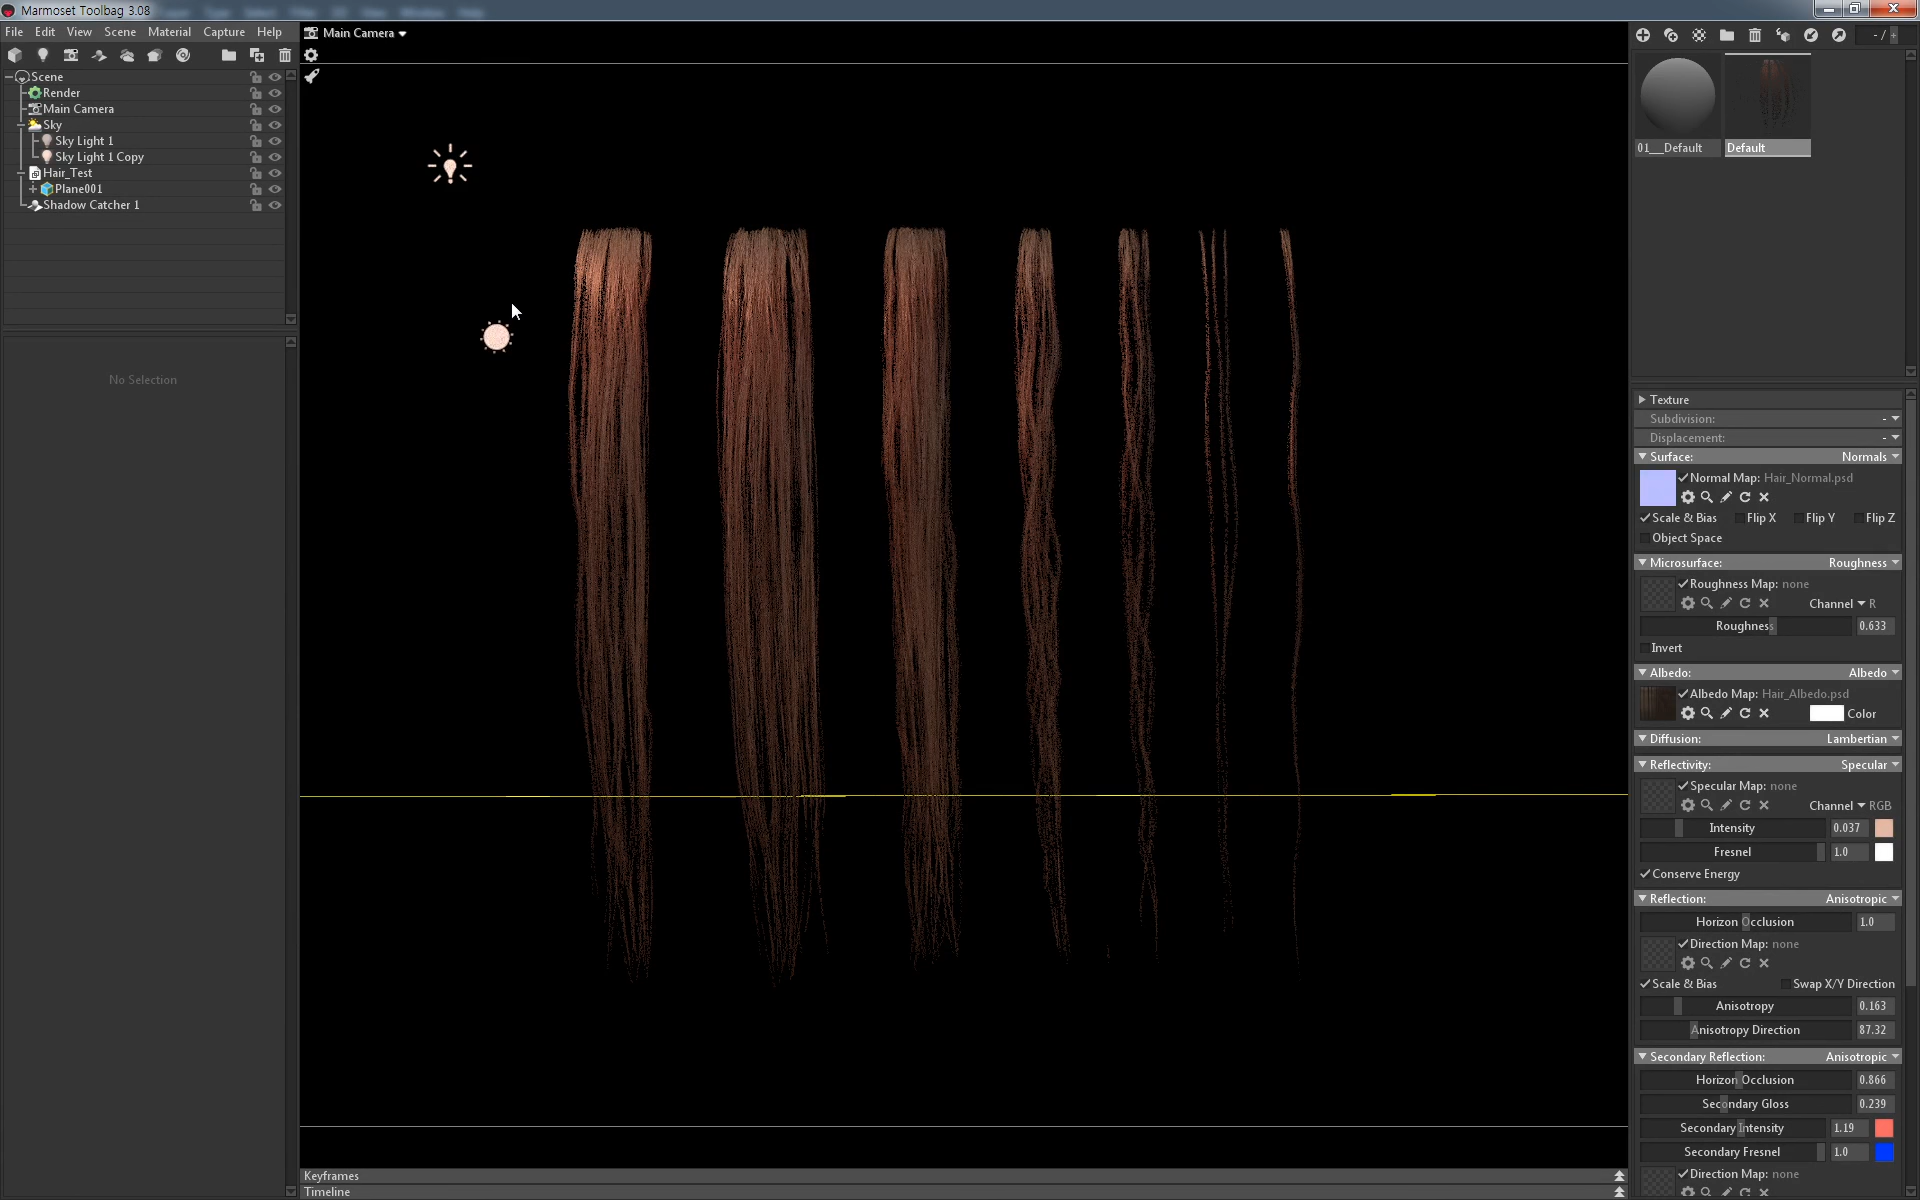 Marmoset Toolbag 3.08
File Edit View Scene Material Capture Help
Main Camera
- /
Scene
Render
Main Camera
Sky
Sky Light 1
Sky Light 1 Copy
Hair_Test
Plane001
Shadow Catcher 1
No Selection
Keyframes
Timeline
01__Default
Default
Texture
Subdivision: -
Displacement: -
Surface: Normals
Normal Map: Hair_Normal.psd
Scale & Bias Flip X Flip Y Flip Z
Object Space
Microsurface: Roughness
Roughness Map: none
Channel R
Roughness 0.633
Invert
Albedo: Albedo
Albedo Map: Hair_Albedo.psd
Color
Diffusion: Lambertian
Reflectivity: Specular
Specular Map: none
Channel RGB
Intensity 0.037
Fresnel 1.0
Conserve Energy
Reflection: Anisotropic
Horizon Occlusion 1.0
Direction Map: none
Scale & Bias Swap X/Y Direction
Anisotropy 0.163
Anisotropy Direction 87.32
Secondary Reflection: Anisotropic
Horizon Occlusion 0.866
Secondary Gloss 0.239
Secondary Intensity 1.19
Secondary Fresnel 1.0
Direction Map: none